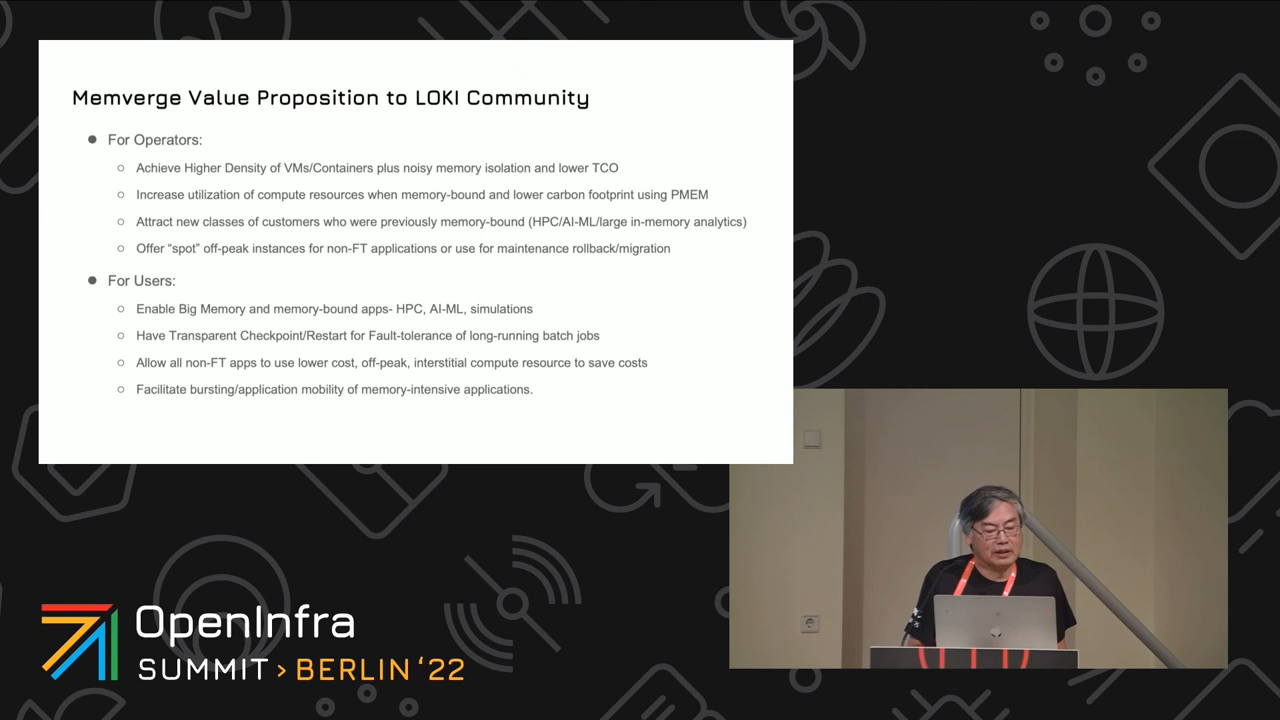 Memverge Value Proposition to LOKI Community
● For Operators:
○ Achieve Higher Density of VMs/Containers plus noisy memory isolation and lower TCO
○ Increase utilization of compute resources when memory-bound and lower carbon footprint using PMEM
○ Attract new classes of customers who were previously memory-bound (HPC/AI-ML/large in-memory analytics)
○ Offer “spot” off-peak instances for non-FT applications or use for maintenance rollback/migration
● For Users:
○ Enable Big Memory and memory-bound apps- HPC, AI-ML, simulations
○ Have Transparent Checkpoint/Restart for Fault-tolerance of long-running batch jobs
○ Allow all non-FT apps to use lower cost, off-peak, interstitial compute resource to save costs
○ Facilitate bursting/application mobility of memory-intensive applications.
OpenInfra
SUMMIT > BERLIN ‘22